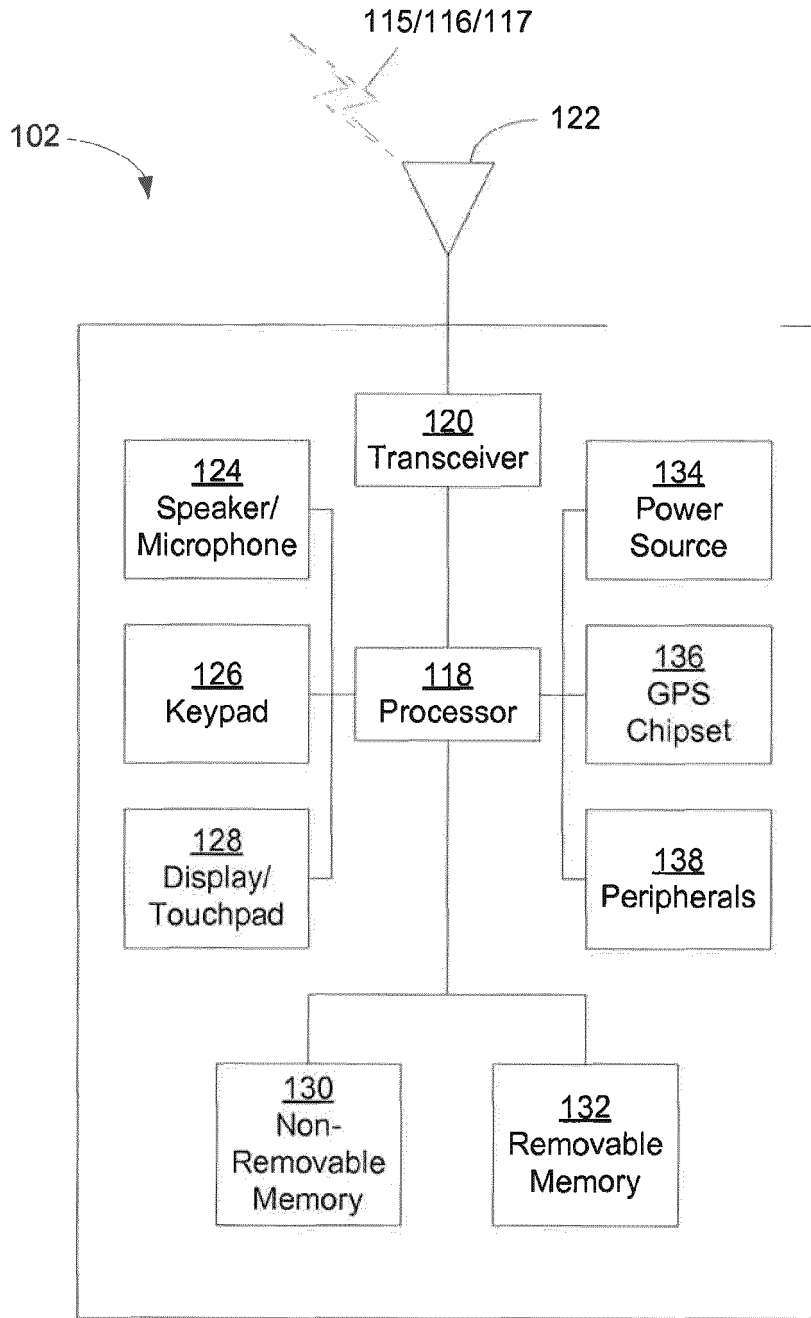 115/116/117
122
102
120
Transceiver
124
Speaker/
Microphone
134
Power
Source
126
Keypad
118
Processor
136
GPS
Chipset
128
Display/
Touchpad
138
Peripherals
130
Non-
Removable
Memory
132
Removable
Memory